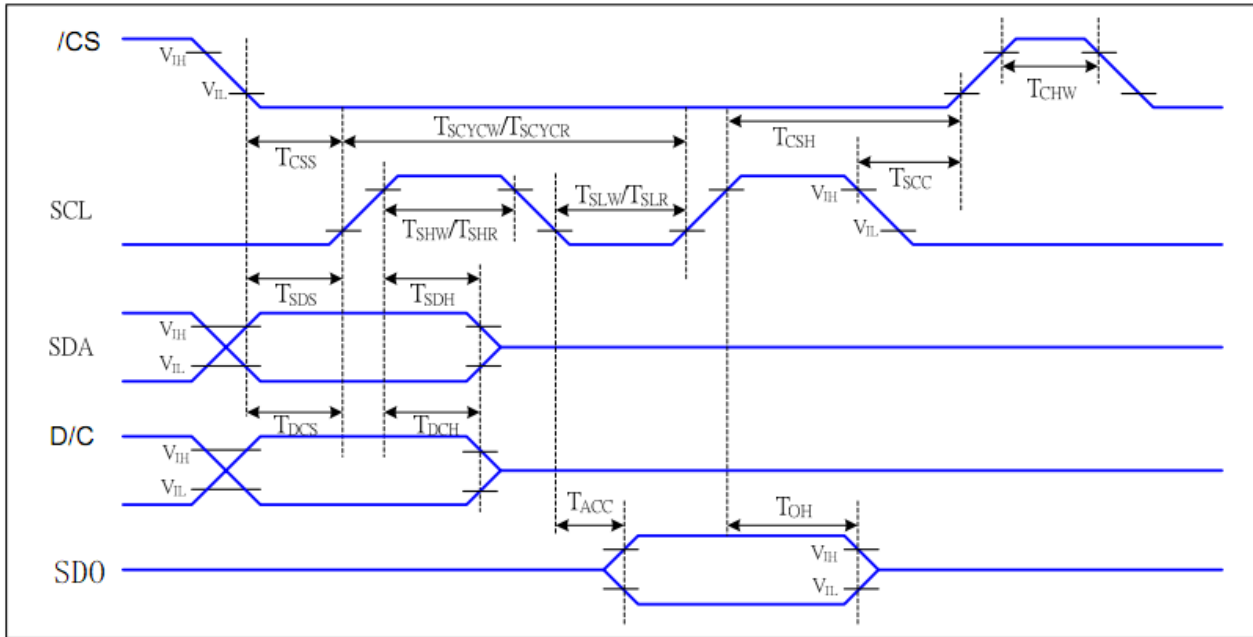 /CS
VIH
VIL
TCHW
TSCYCW/TSCYCR
TCSH
TCSS
TSCC
SCL
TSLW/TSLR
VIH
TSHW/TSHR
VIL
TSDS
TSDH
SDA
VIH
VIL
D/C
TDCS
TDCH
VIH
VIL
TACC
TOH
SDO
VIH
VIL